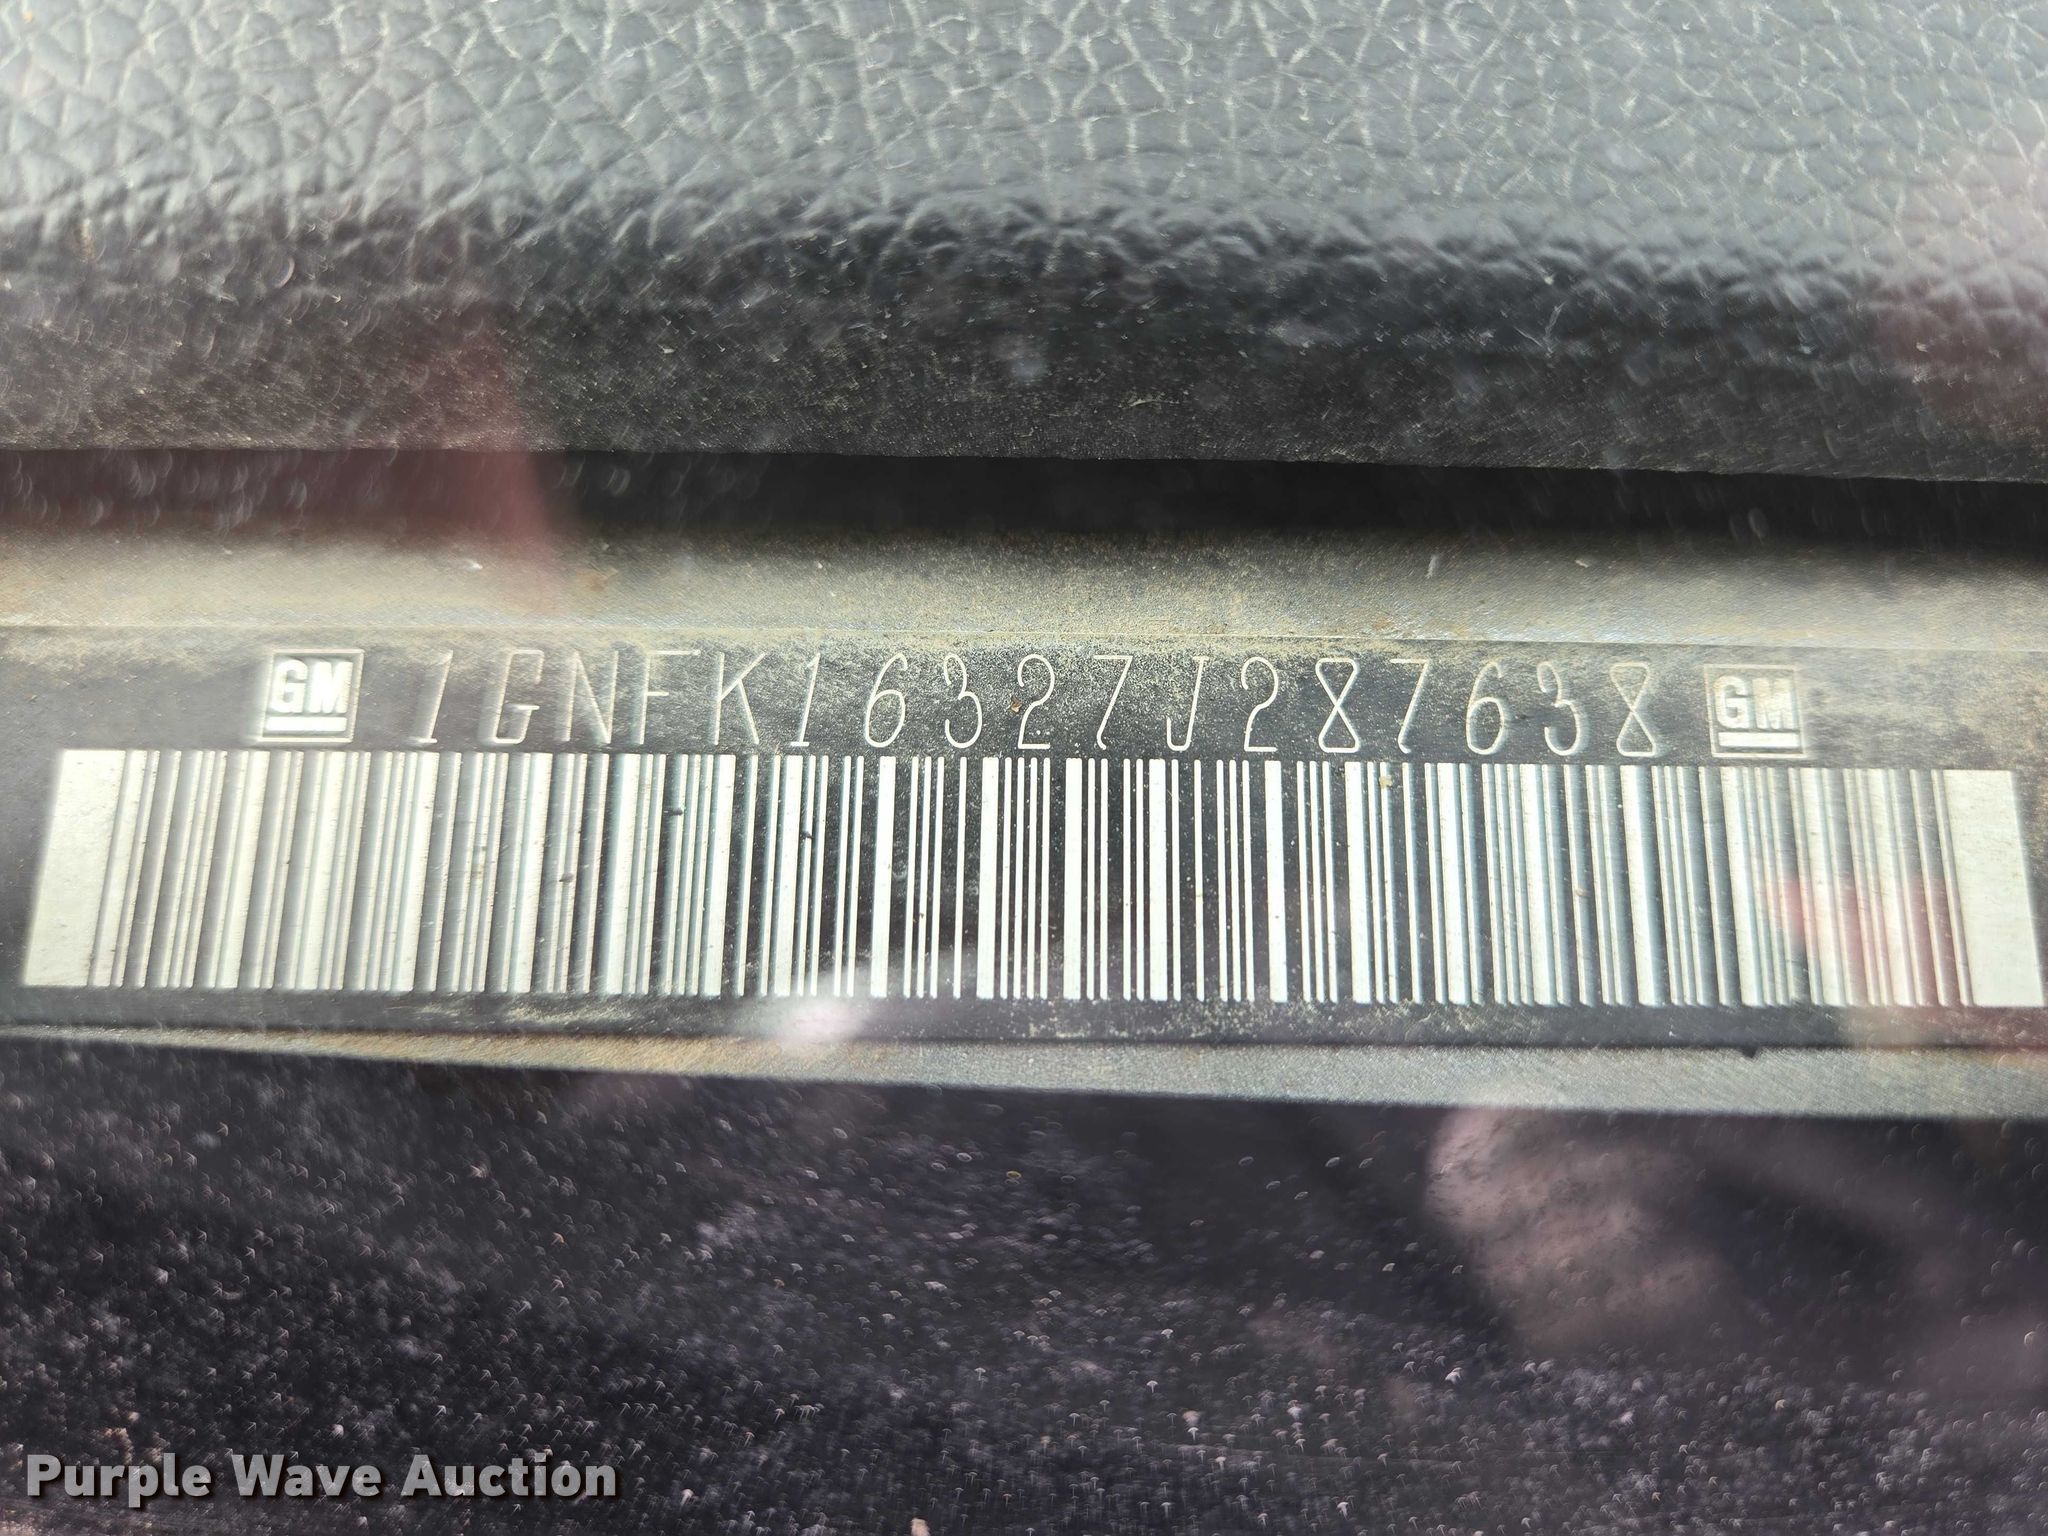 GM 1GNFK16327J287638 GM
Purple Wave Auction